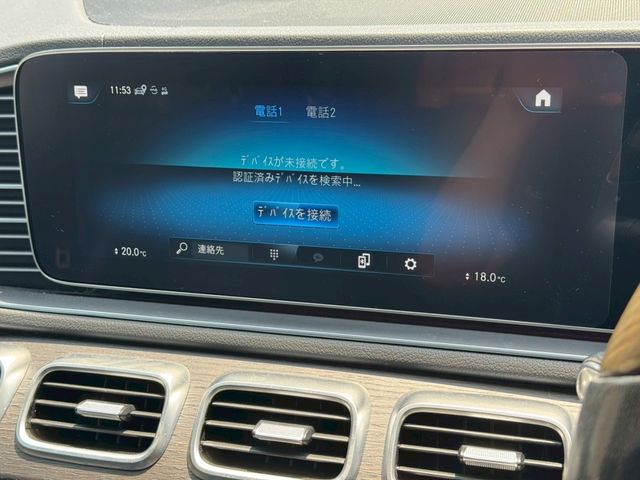 11:53
電話1 電話2
ﾃﾞﾊﾞｲｽが未接続です。
認証済みﾃﾞﾊﾞｲｽを検索中...
ﾃﾞﾊﾞｲｽを接続
20.0℃
連絡先
18.0℃